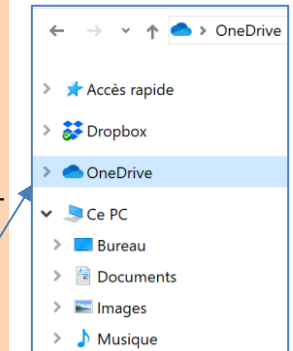 OneDrive
Accès rapide
Dropbox
OneDrive
Ce PC
Bureau
Documents
Images
Musique